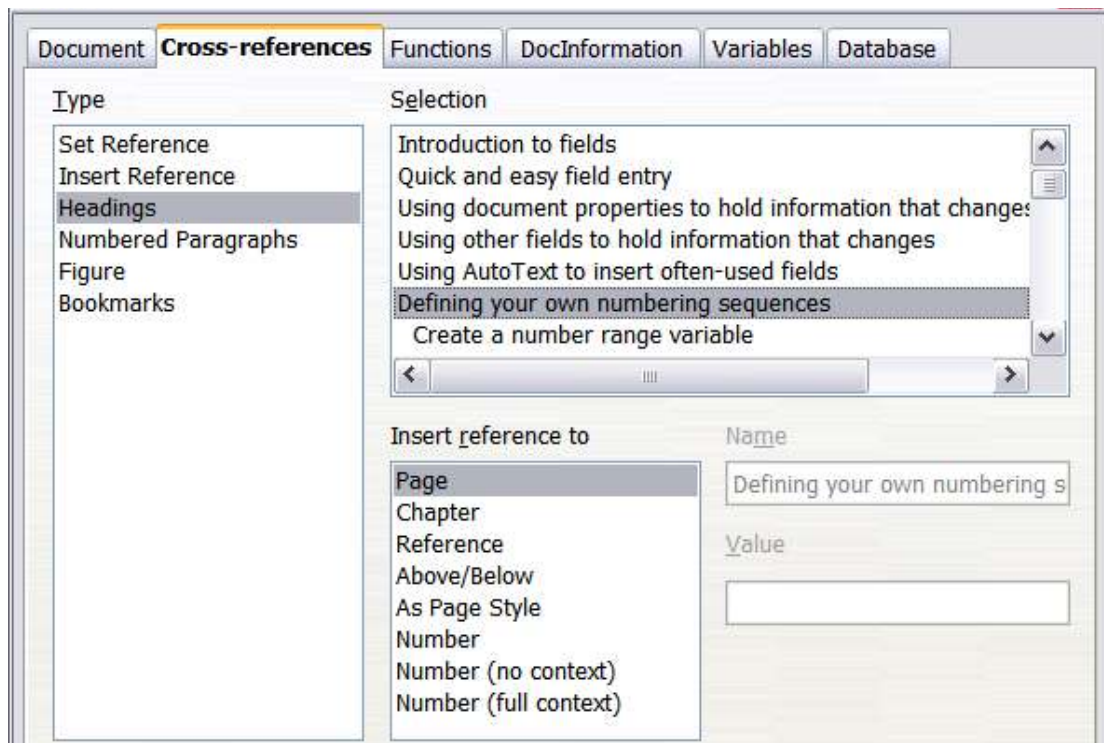 Document Cross-references Functions DocInformation Variables Database
Type
Set Reference
Insert Reference
Headings
Numbered Paragraphs
Figure
Bookmarks
Selection
Introduction to fields
Quick and easy field entry
Using document properties to hold information that changes
Using other fields to hold information that changes
Using AutoText to insert often-used fields
Defining your own numbering sequences
Create a number range variable
Insert reference to
Page
Chapter
Reference
Above/Below
As Page Style
Number
Number (no context)
Number (full context)
Name
Defining your own numbering s
Value